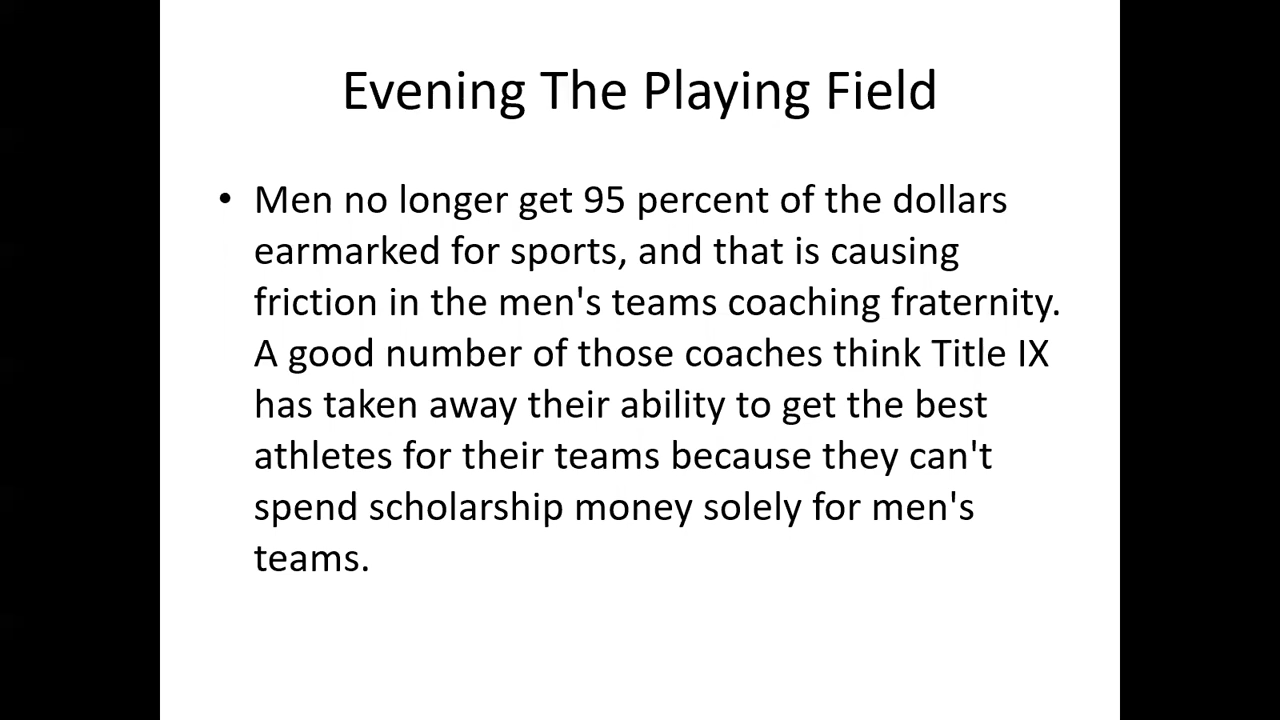 Evening The Playing Field
• Men no longer get 95 percent of the dollars
earmarked for sports, and that is causing
friction in the men's teams coaching fraternity.
A good number of those coaches think Title IX
has taken away their ability to get the best
athletes for their teams because they can't
spend scholarship money solely for men's
teams.